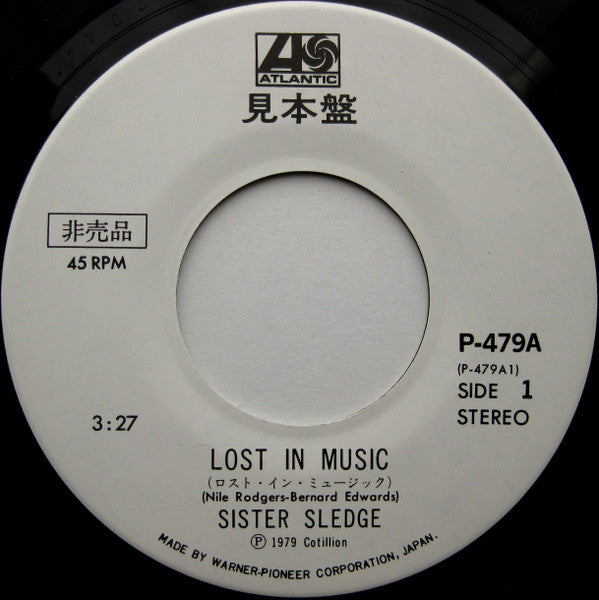 ATLANTIC
見本盤
非売品
45 RPM
P-479A
(P-479A1)
SIDE 1
STEREO
3:27
LOST IN MUSIC
(ロスト・イン・ミュージック)
(Nile Rodgers-Bernard Edwards)
SISTER SLEDGE
Ⓟ 1979 Cotillion
MADE BY WARNER-PIONEER CORPORATION, JAPAN.